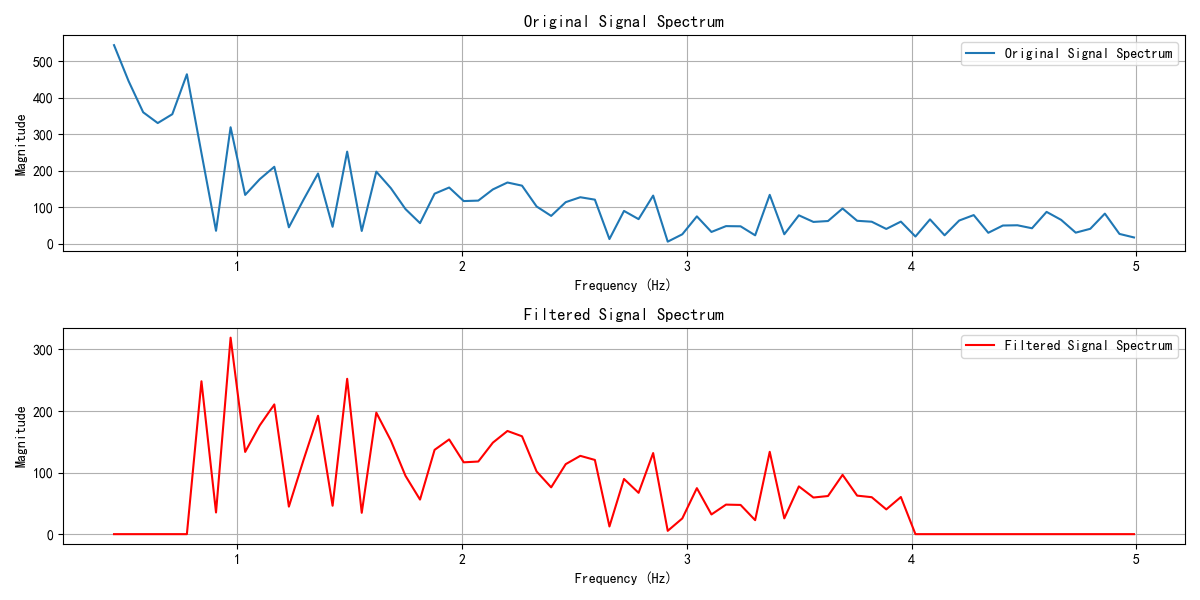 Original Signal Spectrum
Original Signal Spectrum
Magnitude
500
400
300
200
100
0
1 2 3 4 5
Frequency (Hz)
Filtered Signal Spectrum
Filtered Signal Spectrum
Magnitude
300
200
100
0
1 2 3 4 5
Frequency (Hz)